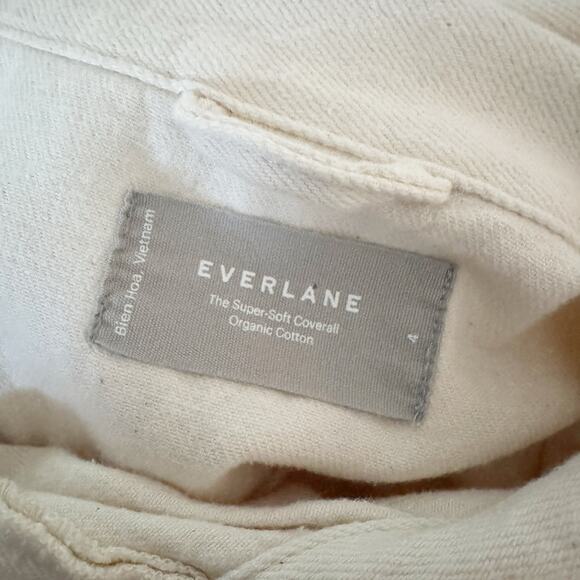 EVERLANE
The Super-Soft Coverall
Organic Cotton
Bien Hoa, Vietnam
4